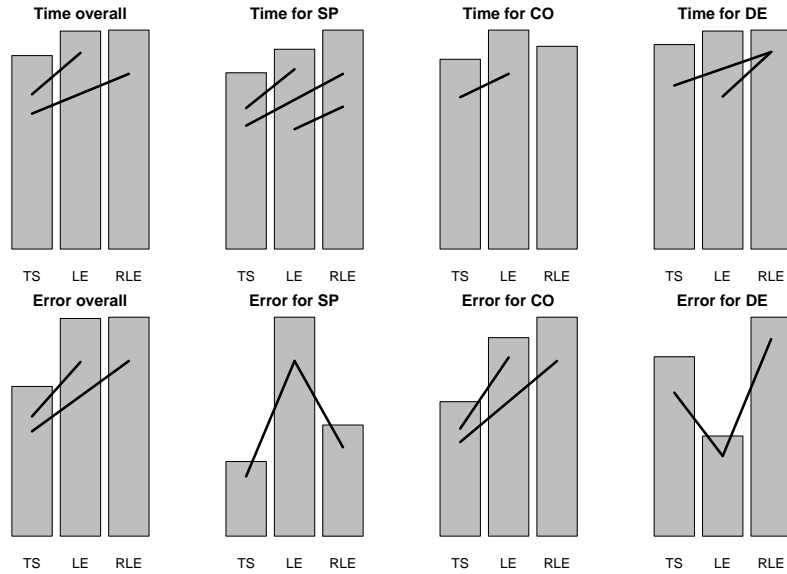 Time overall Time for SP Time for CO Time for DE
TS LE RLE TS LE RLE TS LE RLE TS LE RLE
Error overall Error for SP Error for CO Error for DE
TS LE RLE TS LE RLE TS LE RLE TS LE RLE